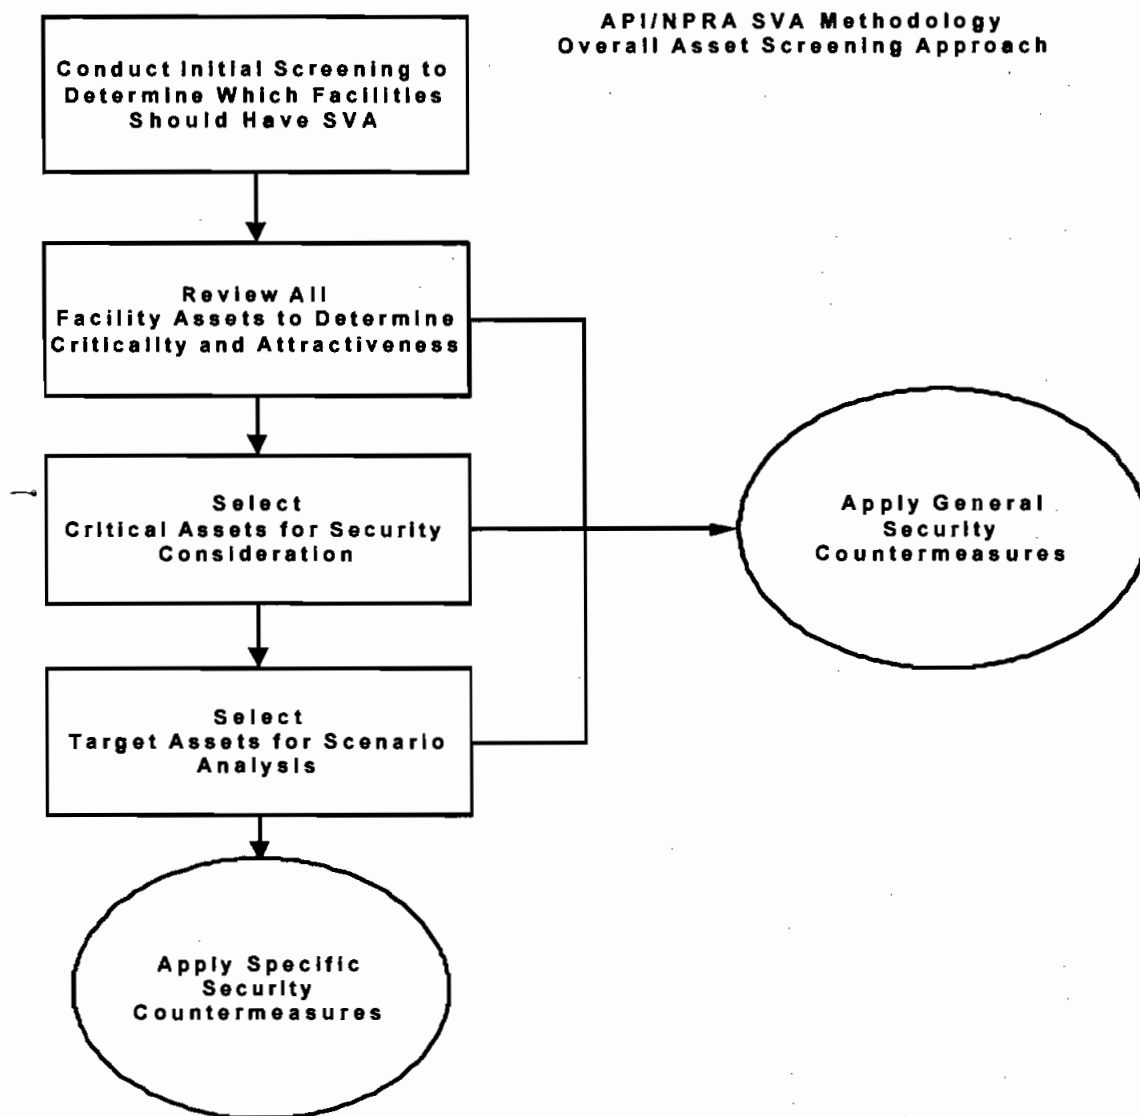 API/NPRA SVA Methodology
Overall Asset Screening Approach
Conduct Initial Screening to
Determine Which Facilities
Should Have SVA
Review All
Facility Assets to Determine
Criticality and Attractiveness
Select
Critical Assets for Security
Consideration
Apply General
Security
Countermeasures
Select
Target Assets for Scenario
Analysis
Apply Specific
Security
Countermeasures